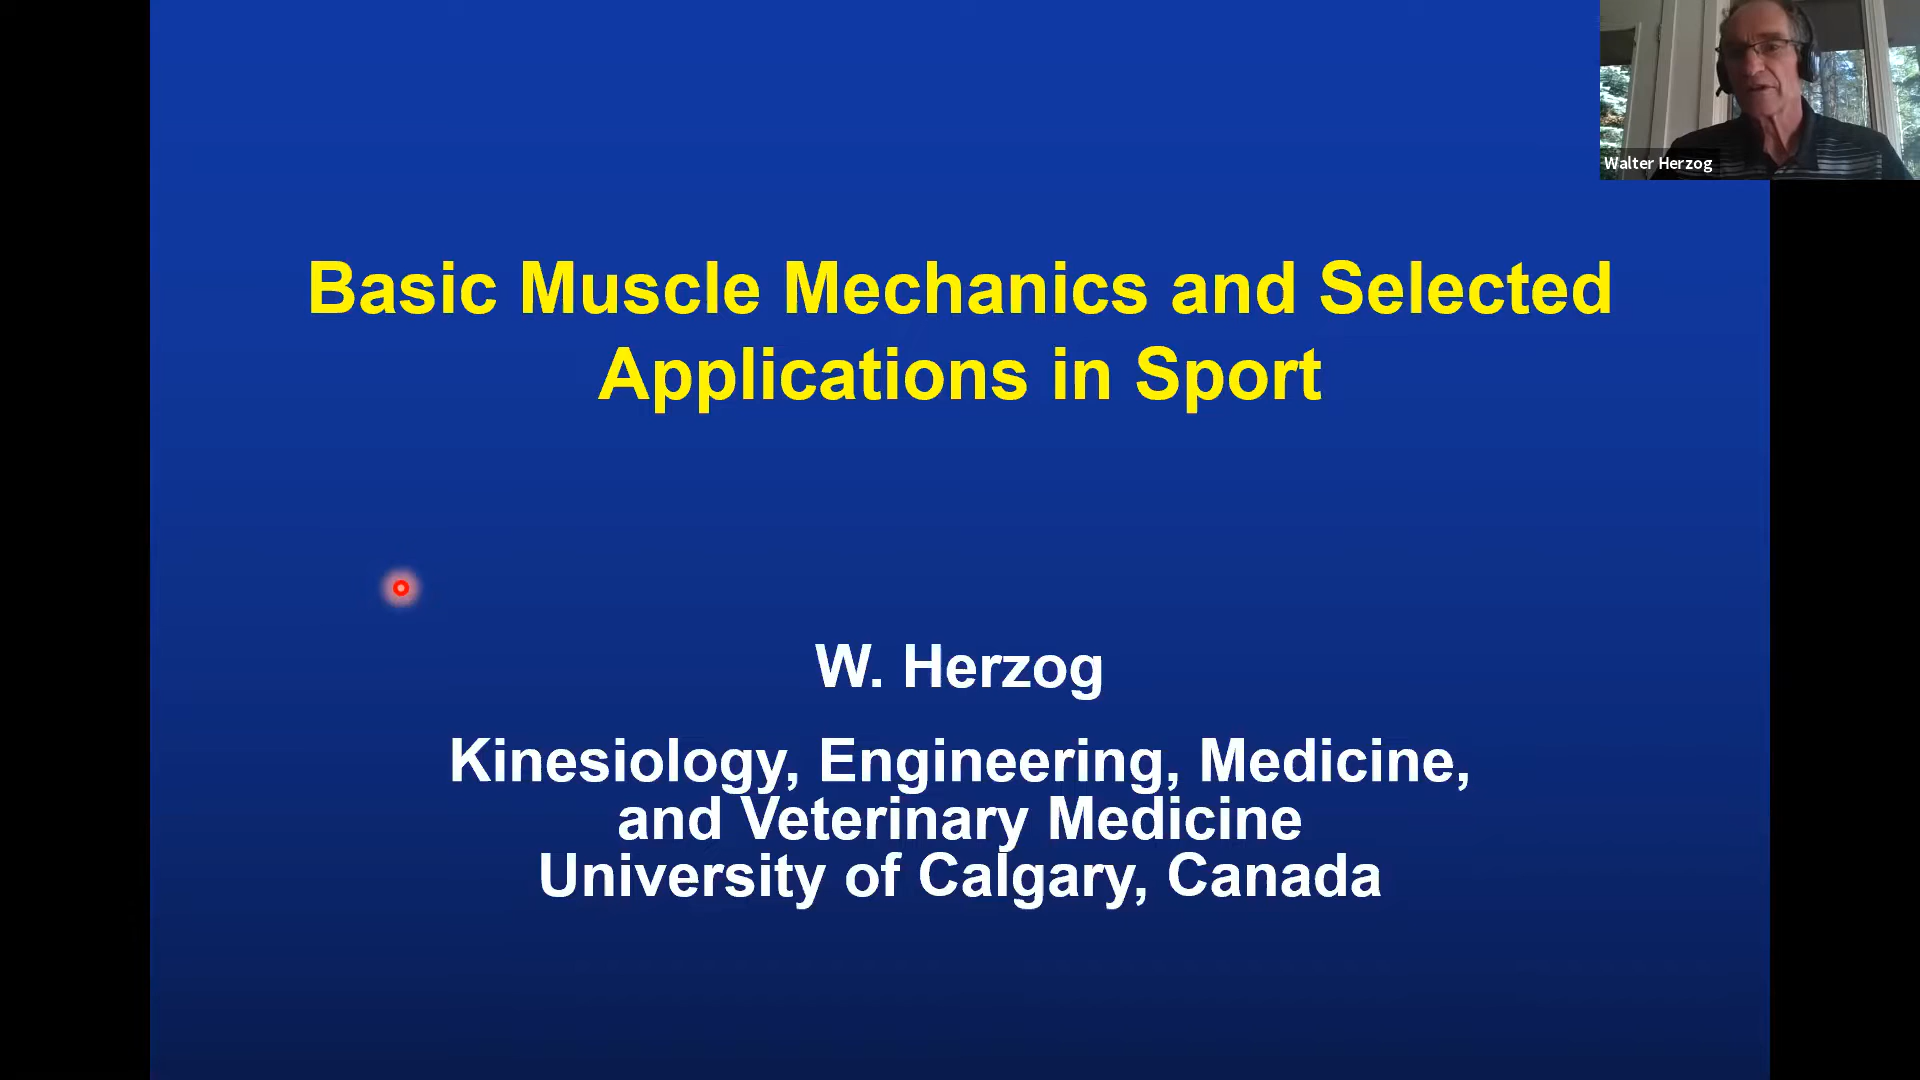 Walter Herzog
Basic Muscle Mechanics and Selected
Applications in Sport
W. Herzog
Kinesiology, Engineering, Medicine,
and Veterinary Medicine
University of Calgary, Canada